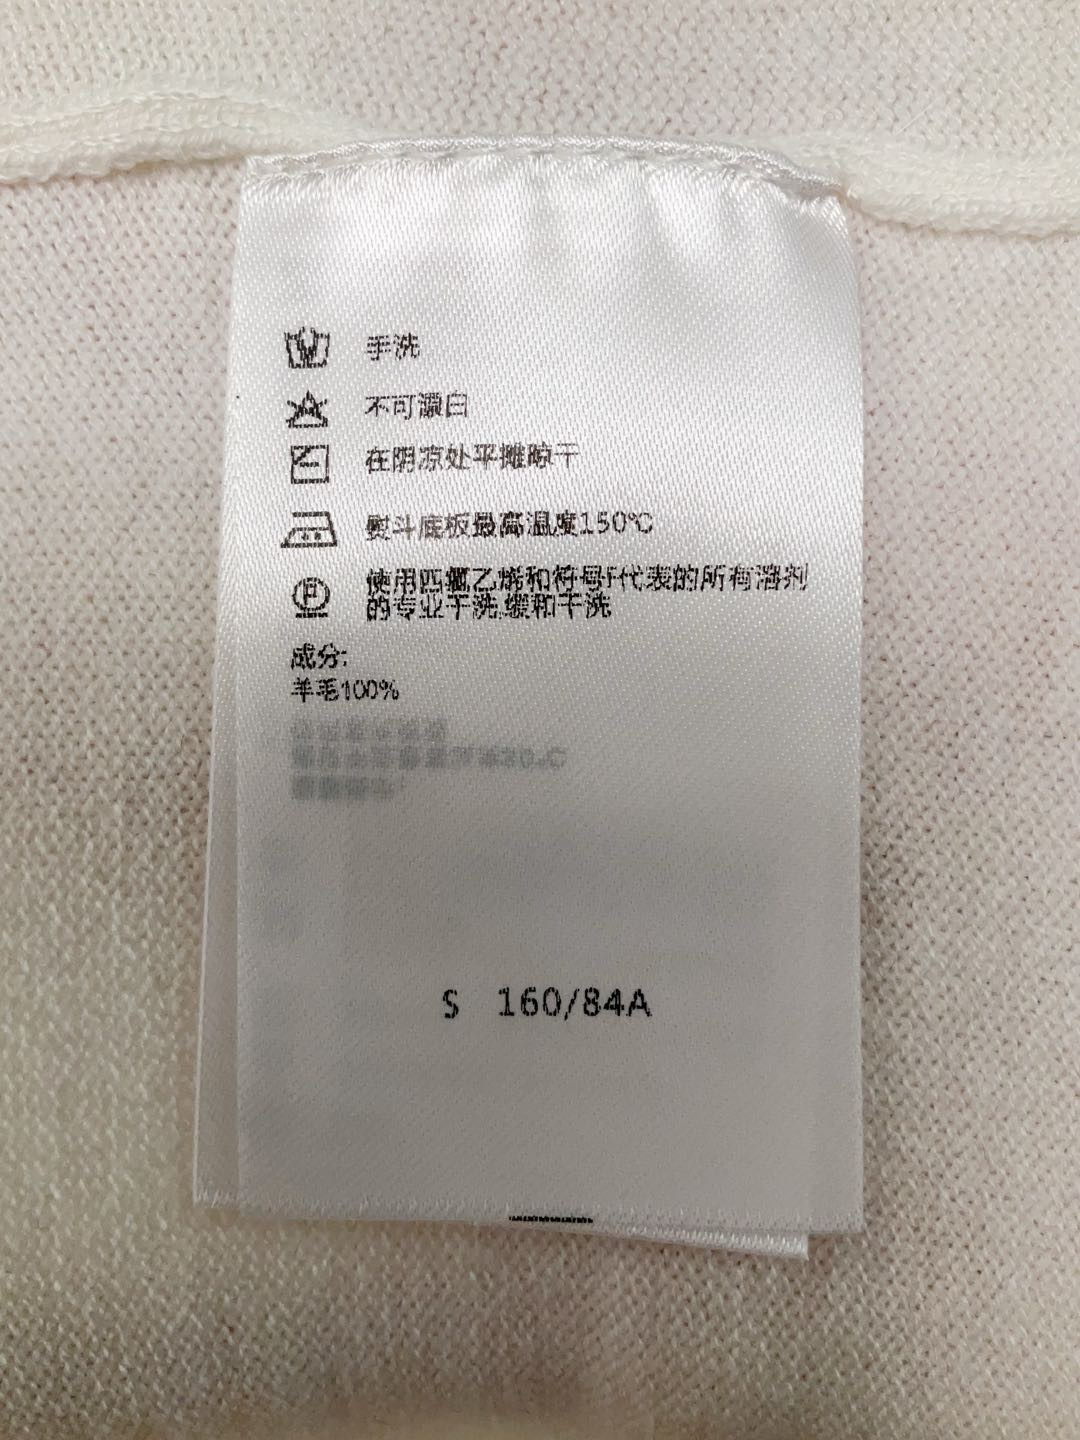 手洗
不可漂白
在阴凉处平摊晾干
熨斗底板最高温度150℃
使用四氯乙烯和符号F代表的所有溶剂
的专业干洗,缓和干洗
成分:
羊毛100%
S 160/84A